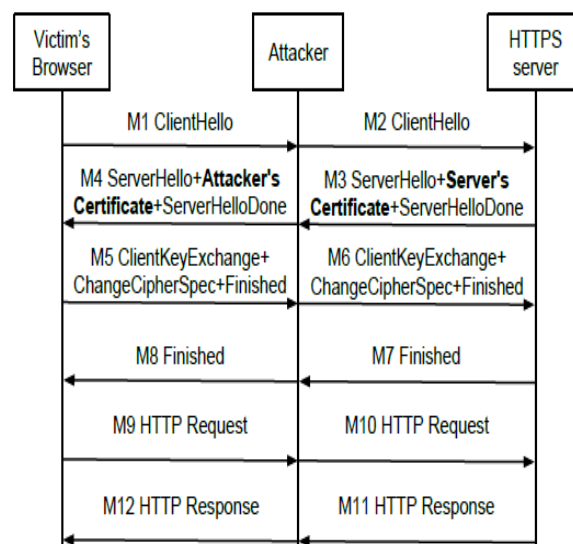 Victim's
Browser
Attacker
HTTPS
server
M1 ClientHello
M2 ClientHello
M4 ServerHello+Attacker's
Certificate+ServerHelloDone
M3 ServerHello+Server's
Certificate+ServerHelloDone
M5 ClientKeyExchange+
ChangeCipherSpec+Finished
M6 ClientKeyExchange+
ChangeCipherSpec+Finished
M8 Finished
M7 Finished
M9 HTTP Request
M10 HTTP Request
M12 HTTP Response
M11 HTTP Response